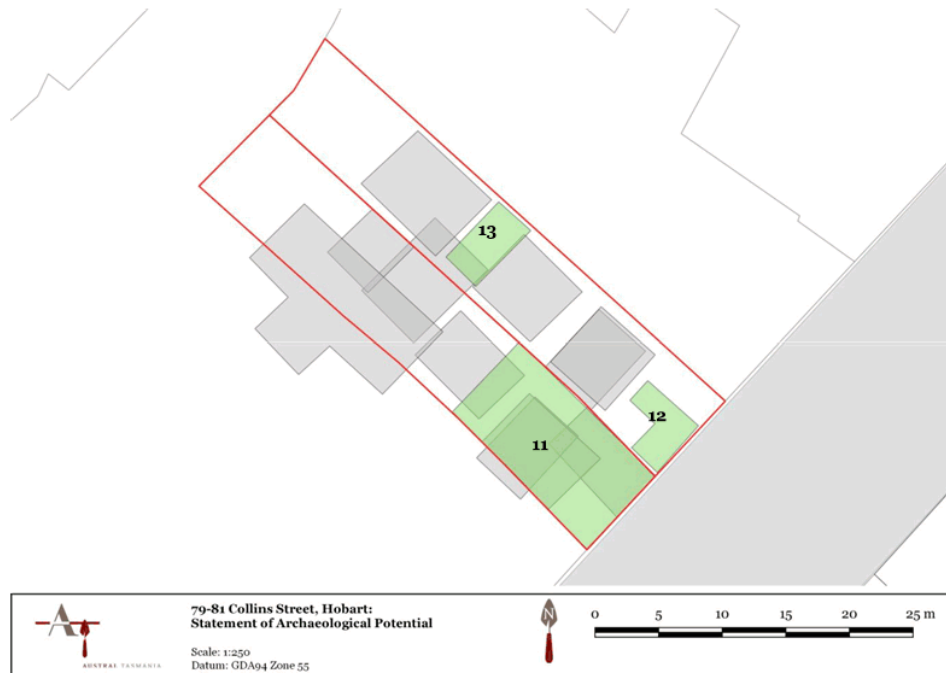 13
12
11
79-81 Collins Street, Hobart:
Statement of Archaeological Potential
Scale: 1:250
Datum: GDA94 Zone 55
A
AUSTRAL TASMANIA
N
0 5 10 15 20 25 m